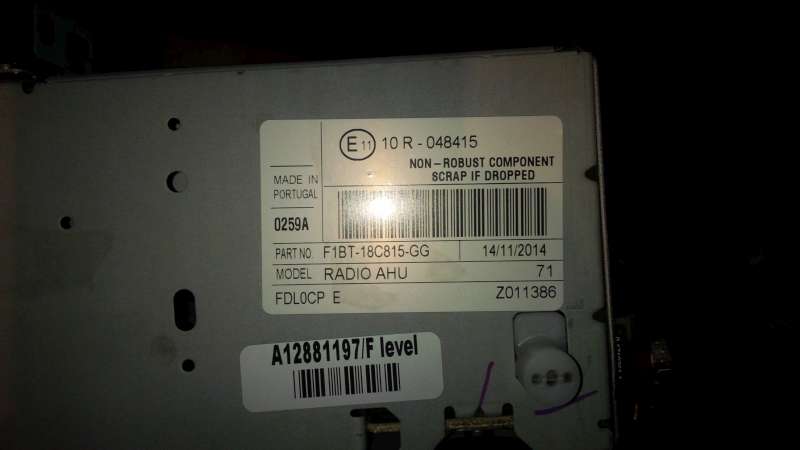 E11 10 R - 048415
NON-ROBUST COMPONENT
SCRAP IF DROPPED
MADE IN
PORTUGAL
0259A
PART NO. F1BT-18C815-GG 14/11/2014
MODEL RADIO AHU 71
FDL0CP E Z011386
A12881197/F level